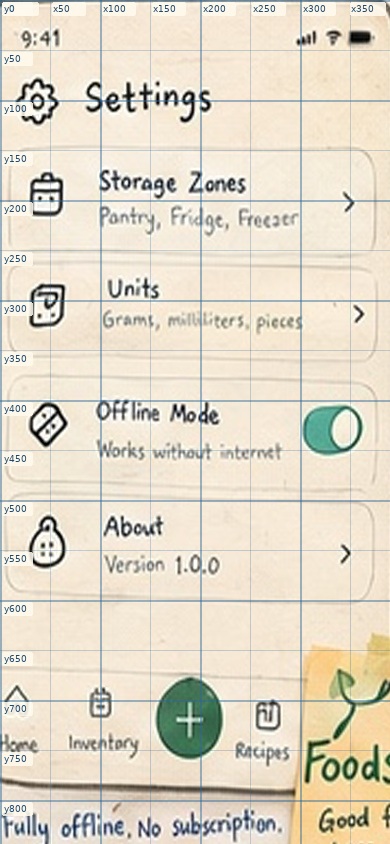 9:41
Settings
Storage Zones
Pantry, Fridge, Freezer
Units
Grams, milliliters, pieces
Offline Mode
Works without internet
About
Version 1.0.0
Home
Inventory
Recipes
Foods
Fully offline. No subscription.
Good f